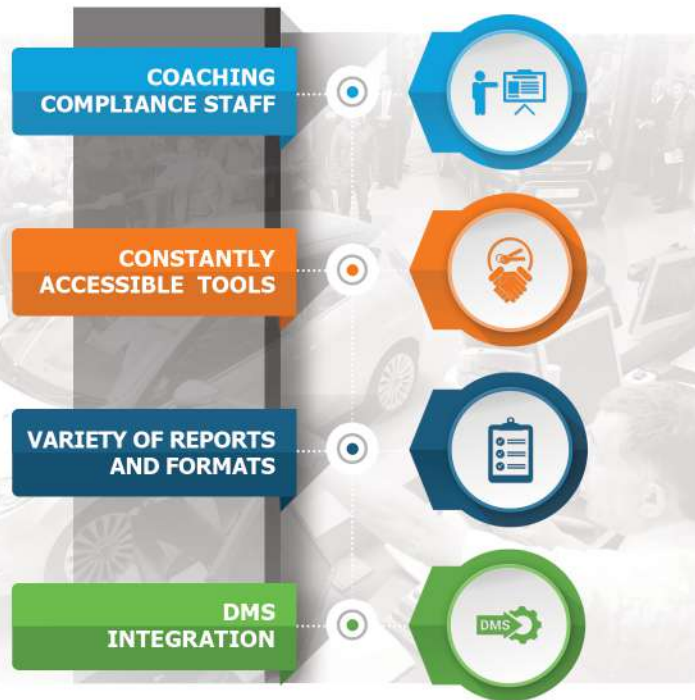 COACHING
COMPLIANCE STAFF
CONSTANTLY
ACCESSIBLE TOOLS
VARIETY OF REPORTS
AND FORMATS
DMS
INTEGRATION
DMS